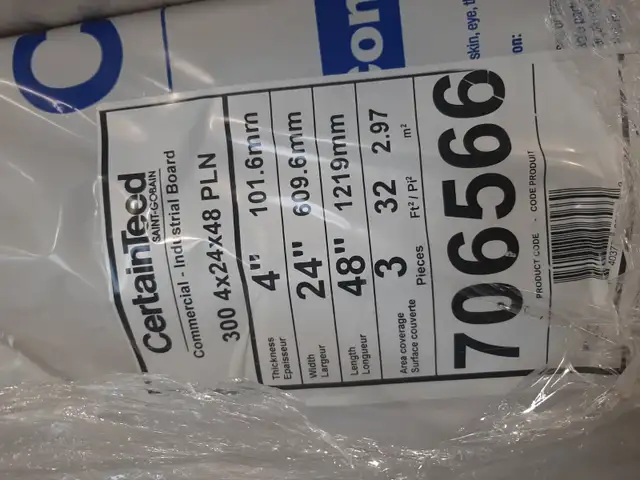 CertainTeed
SAINT-GOBAIN
Commercial - Industrial Board
300 4x24x48 PLN
Thickness
Epaisseur
4" 101.6mm
Width
Largeur
24" 609.6mm
Length
Longueur
48" 1219mm
Area coverage
Surface couverte
3 32 2.97
Pieces Ft²/Pi² m²
706566
PRODUCT CODE - CODE PRODUIT
skin, eye,
on: